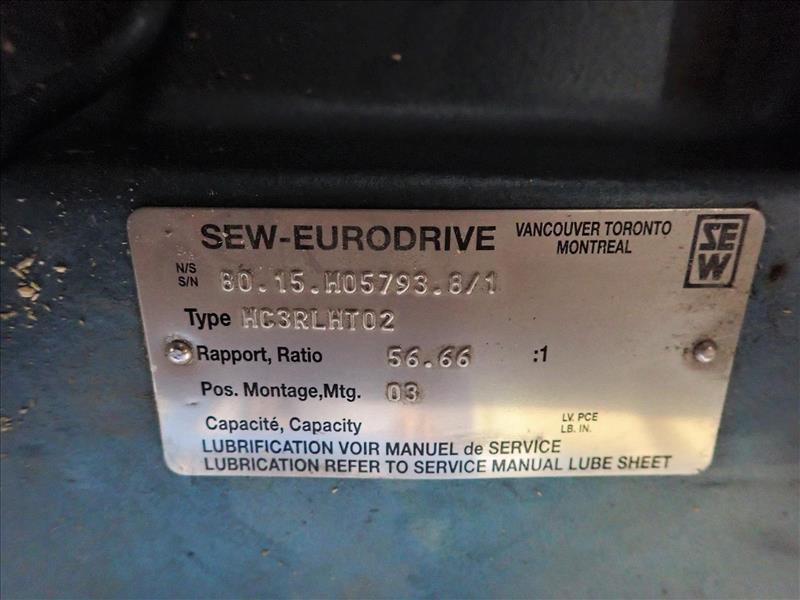 SEW-EURODRIVE
VANCOUVER TORONTO
MONTREAL
SEW
N/S
S/N
80.15.W05793.8/1
Type MC3RLHT02
Rapport, Ratio 56.66 :1
Pos. Montage,Mtg. 03
Capacité, Capacity
LV. PCE
LB. IN.
LUBRIFICATION VOIR MANUEL de SERVICE
LUBRICATION REFER TO SERVICE MANUAL LUBE SHEET